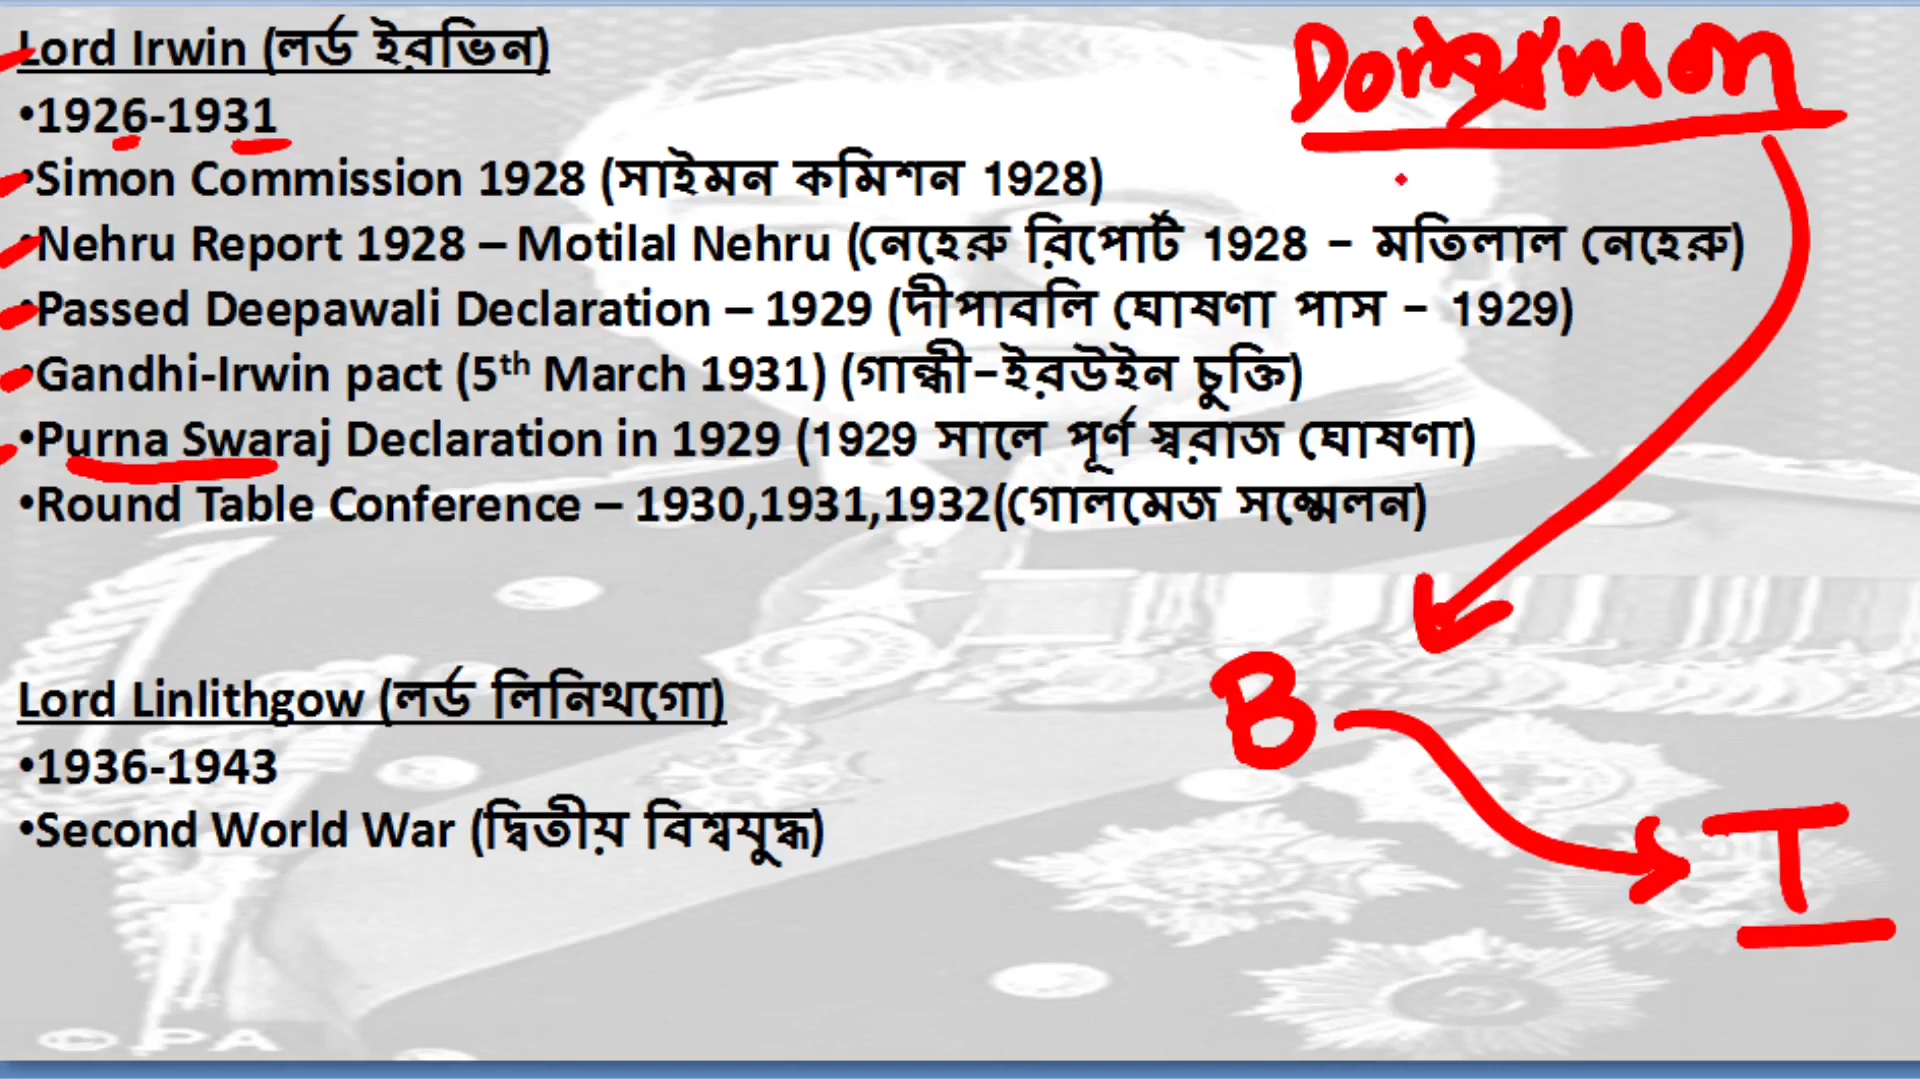 Lord Irwin (লর্ড ইরভিন)
•1926-1931
•Simon Commission 1928 (সাইমন কমিশন 1928)
•Nehru Report 1928 – Motilal Nehru (নেহেরু রিপোর্ট 1928 – মতিলাল নেহেরু)
•Passed Deepawali Declaration – 1929 (দীপাবলি ঘোষণা পাস – 1929)
•Gandhi-Irwin pact (5th March 1931) (গান্ধী-ইরউইন চুক্তি)
•Purna Swaraj Declaration in 1929 (1929 সালে পূর্ণ স্বরাজ ঘোষণা)
•Round Table Conference – 1930,1931,1932(গোলমেজ সম্মেলন)
B
I
Lord Linlithgow (লর্ড লিনিথগো)
•1936-1943
•Second World War (দ্বিতীয় বিশ্বযুদ্ধ)
© PA